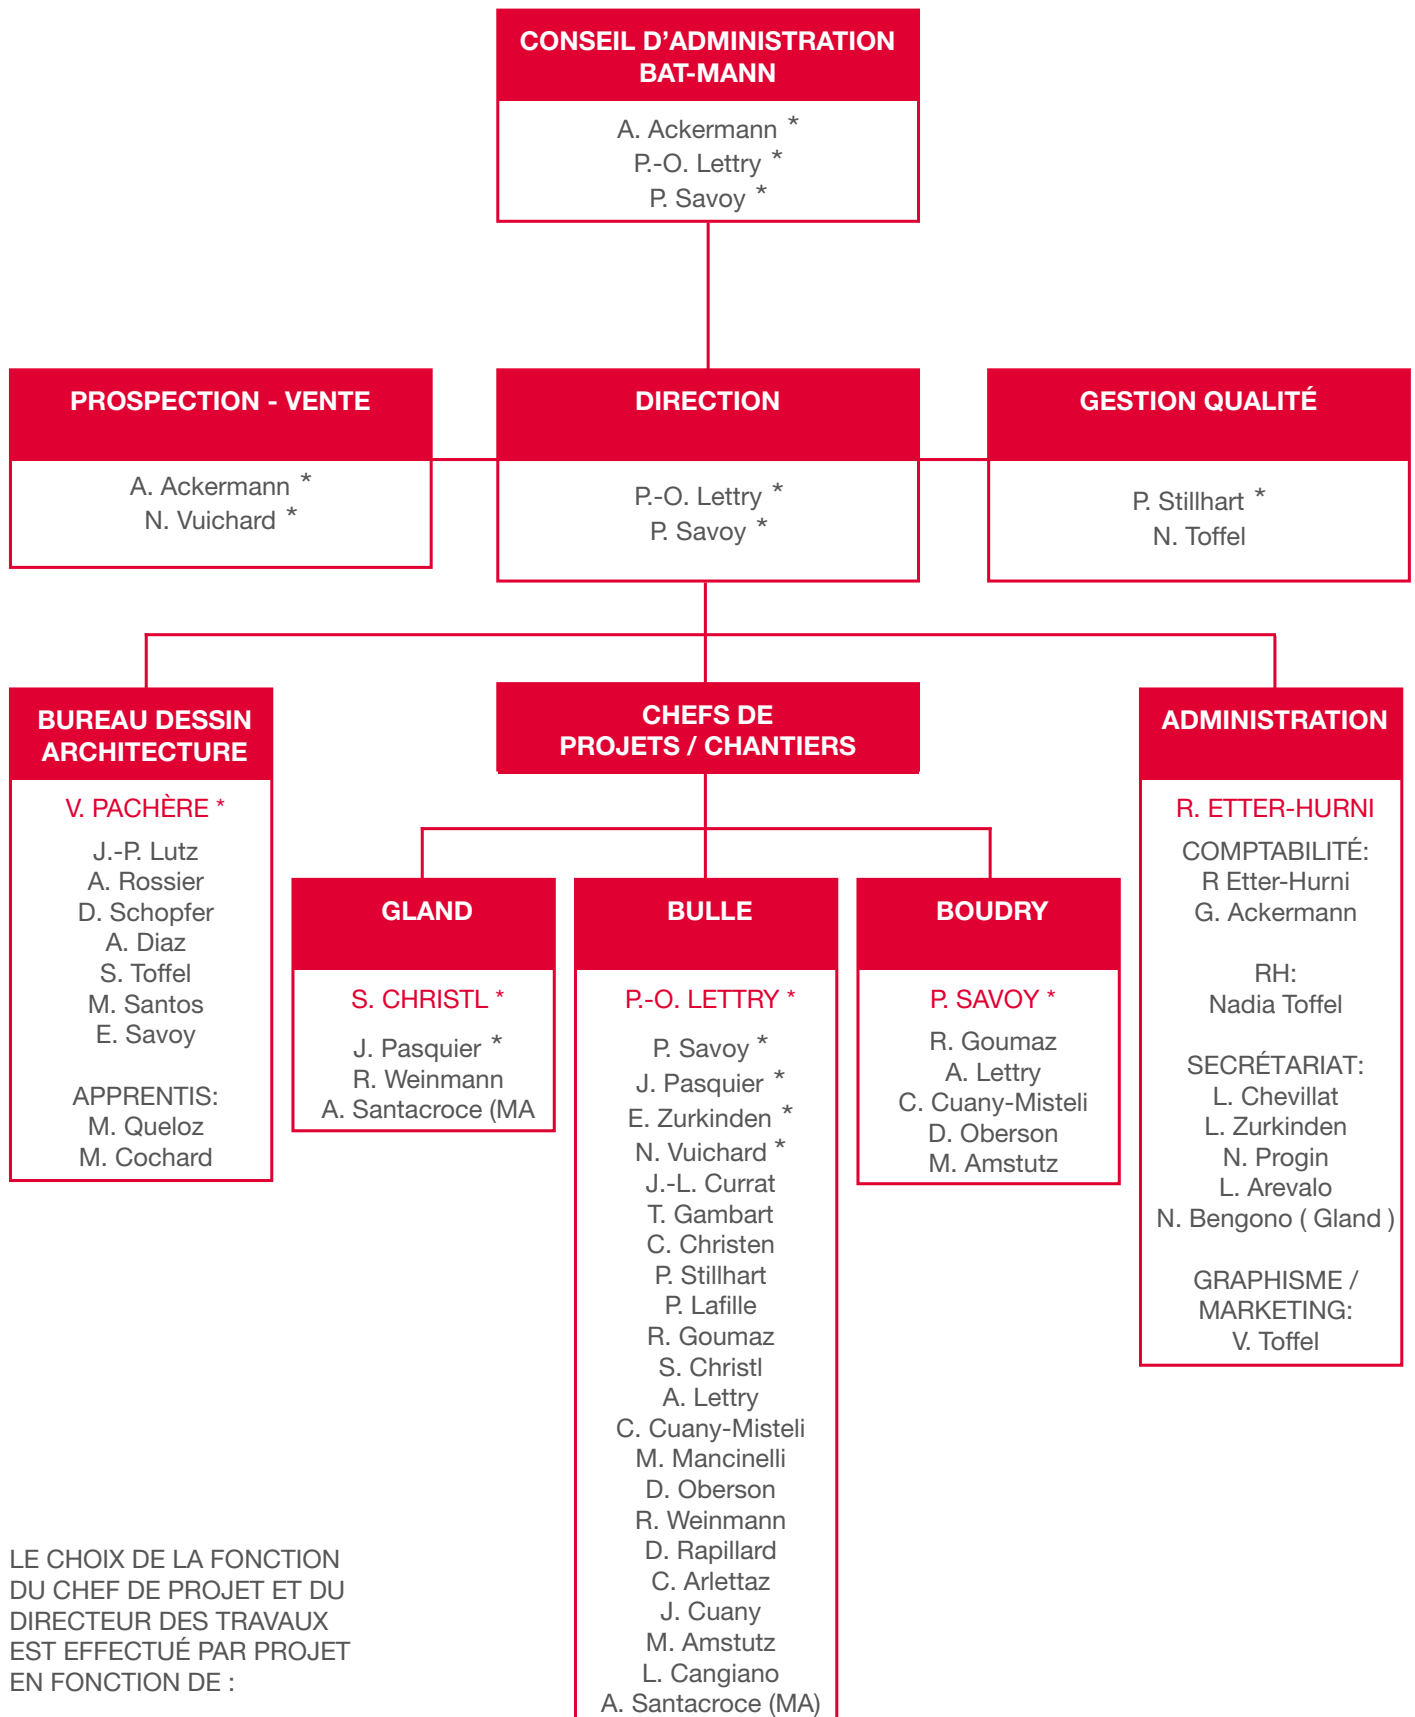 CONSEIL D’ADMINISTRATION
BAT-MANN
A. Ackermann *
P.-O. Lettry *
P. Savoy *
PROSPECTION - VENTE
A. Ackermann *
N. Vuichard *
DIRECTION
P.-O. Lettry *
P. Savoy *
GESTION QUALITÉ
P. Stillhart *
N. Toffel
BUREAU DESSIN
ARCHITECTURE
V. PACHÈRE *
J.-P. Lutz
A. Rossier
D. Schopfer
A. Diaz
S. Toffel
M. Santos
E. Savoy
APPRENTIS:
M. Queloz
M. Cochard
CHEFS DE
PROJETS / CHANTIERS
GLAND
S. CHRISTL *
J. Pasquier *
R. Weinmann
A. Santacroce (MA
BULLE
P.-O. LETTRY *
P. Savoy *
J. Pasquier *
E. Zurkinden *
N. Vuichard *
J.-L. Currat
T. Gambart
C. Christen
P. Stillhart
P. Lafille
R. Goumaz
S. Christl
A. Lettry
C. Cuany-Misteli
M. Mancinelli
D. Oberson
R. Weinmann
D. Rapillard
C. Arlettaz
J. Cuany
M. Amstutz
L. Cangiano
A. Santacroce (MA)
BOUDRY
P. SAVOY *
R. Goumaz
A. Lettry
C. Cuany-Misteli
D. Oberson
M. Amstutz
ADMINISTRATION
R. ETTER-HURNI
COMPTABILITÉ:
R Etter-Hurni
G. Ackermann
RH:
Nadia Toffel
SECRÉTARIAT:
L. Chevillat
L. Zurkinden
N. Progin
L. Arevalo
N. Bengono ( Gland )
GRAPHISME /
MARKETING:
V. Toffel
LE CHOIX DE LA FONCTION
DU CHEF DE PROJET ET DU
DIRECTEUR DES TRAVAUX
EST EFFECTUÉ PAR PROJET
EN FONCTION DE :